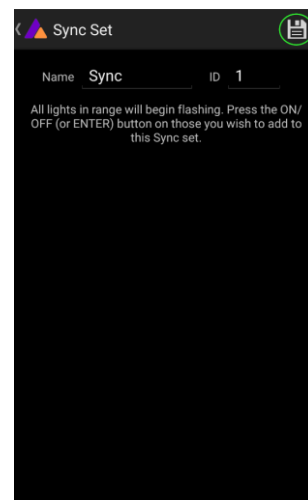 Sync Set
Name Sync ID 1
All lights in range will begin flashing. Press the ON/
OFF (or ENTER) button on those you wish to add to
this Sync set.